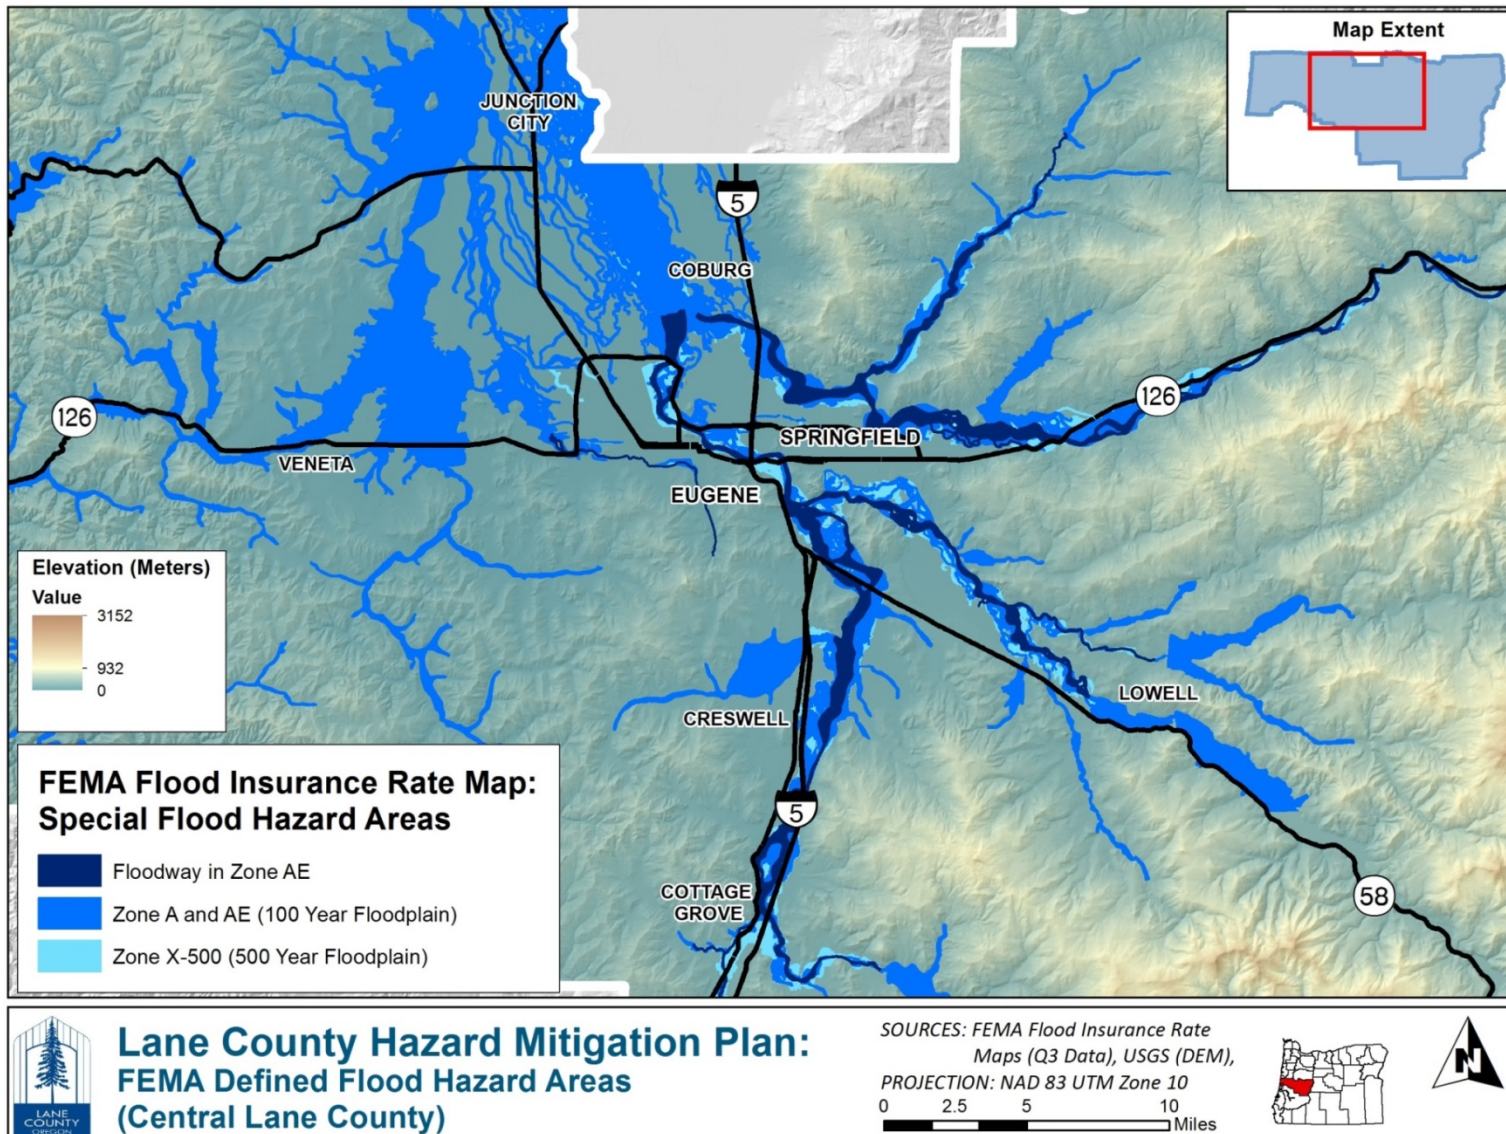 Map Extent
JUNCTION
CITY
5
COBURG
126
126
SPRINGFIELD
VENETA
EUGENE
Elevation (Meters)
Value
3152
932
0
LOWELL
CRESWELL
FEMA Flood Insurance Rate Map:
Special Flood Hazard Areas
Floodway in Zone AE
Zone A and AE (100 Year Floodplain)
Zone X-500 (500 Year Floodplain)
5
COTTAGE
GROVE
58
LANE
COUNTY
OREGON
Lane County Hazard Mitigation Plan:
FEMA Defined Flood Hazard Areas
(Central Lane County)
SOURCES: FEMA Flood Insurance Rate
Maps (Q3 Data), USGS (DEM),
PROJECTION: NAD 83 UTM Zone 10
0 2.5 5 10
Miles
N